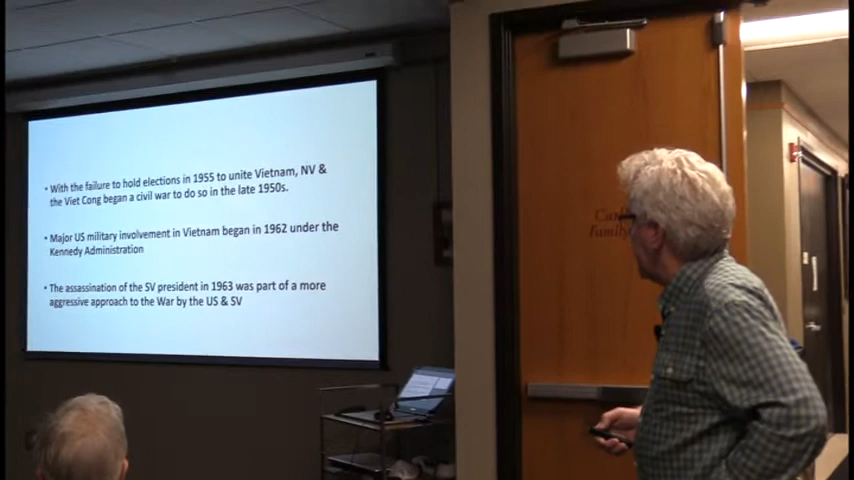 • With the failure to hold elections in 1955 to unite Vietnam, NV &
the Viet Cong began a civil war to do so in the late 1950s.
• Major US military involvement in Vietnam began in 1962 under the
Kennedy Administration
• The assassination of the SV president in 1963 was part of a more
aggressive approach to the War by the US & SV
Family